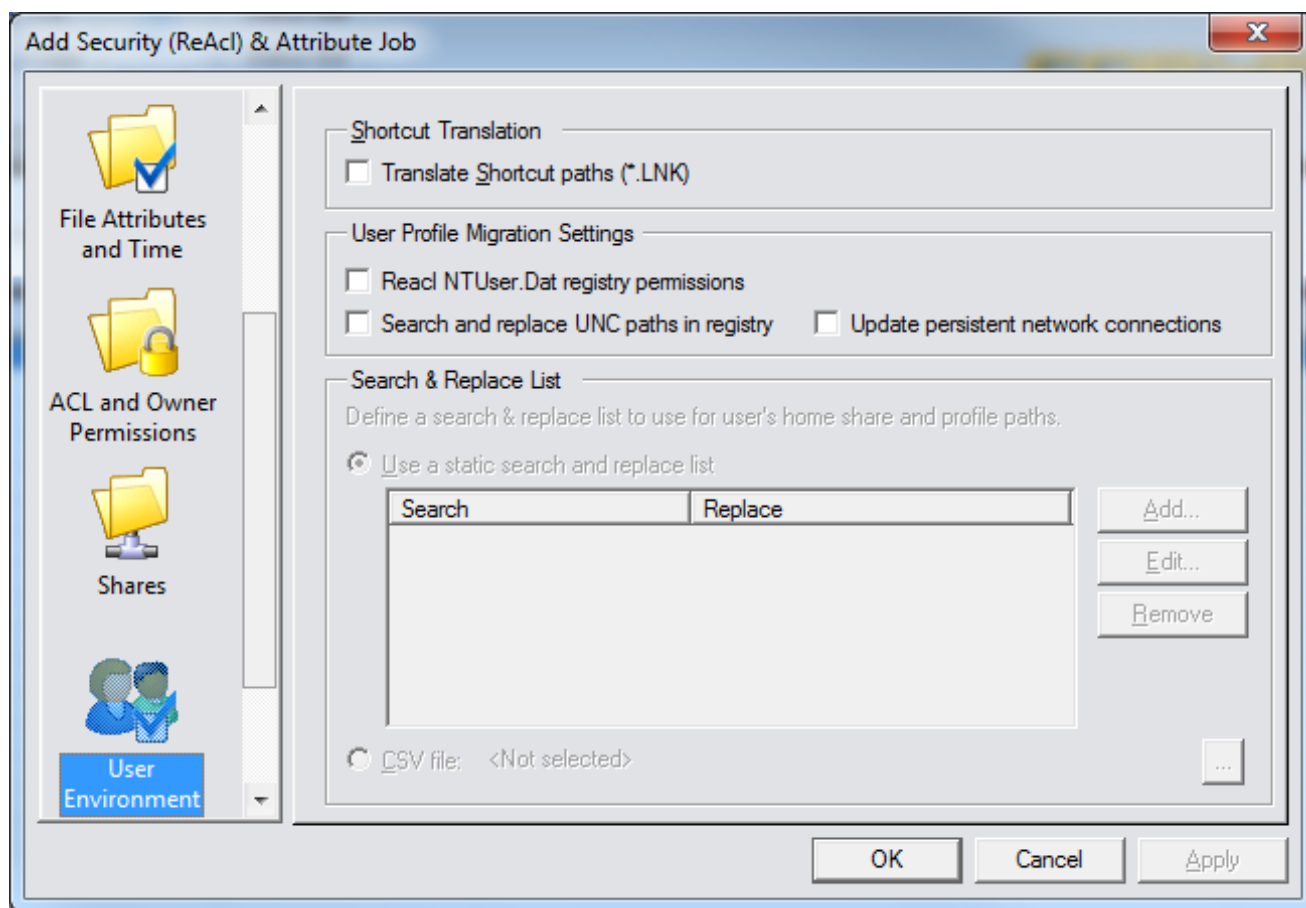 Add Security (ReAcl) & Attribute Job
File Attributes
and Time
ACL and Owner
Permissions
Shares
User
Environment
Shortcut Translation
Translate Shortcut paths (*.LNK)
User Profile Migration Settings
Reacl NTUser.Dat registry permissions
Search and replace UNC paths in registry
Update persistent network connections
Search & Replace List
Define a search & replace list to use for user's home share and profile paths.
Use a static search and replace list
Search
Replace
Add...
Edit...
Remove
CSV file: <Not selected>
...
OK
Cancel
Apply